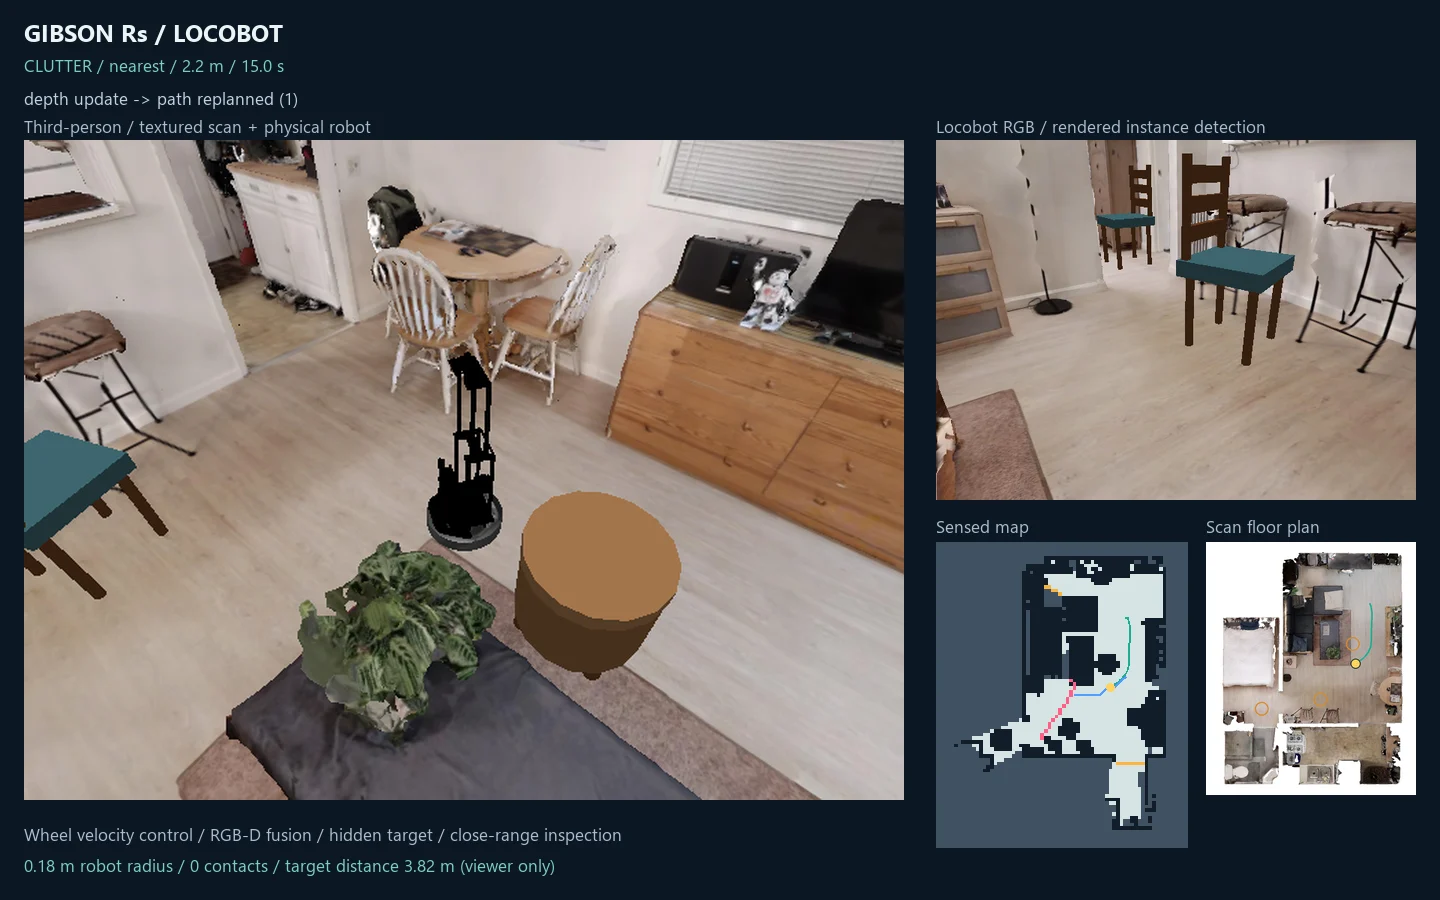 GIBSON Rs / LOCOBOT
CLUTTER / nearest / 2.2 m / 15.0 s
depth update -> path replanned (1)
Third-person / textured scan + physical robot
Locobot RGB / rendered instance detection
Sensed map
Scan floor plan
Wheel velocity control / RGB-D fusion / hidden target / close-range inspection
0.18 m robot radius / 0 contacts / target distance 3.82 m (viewer only)